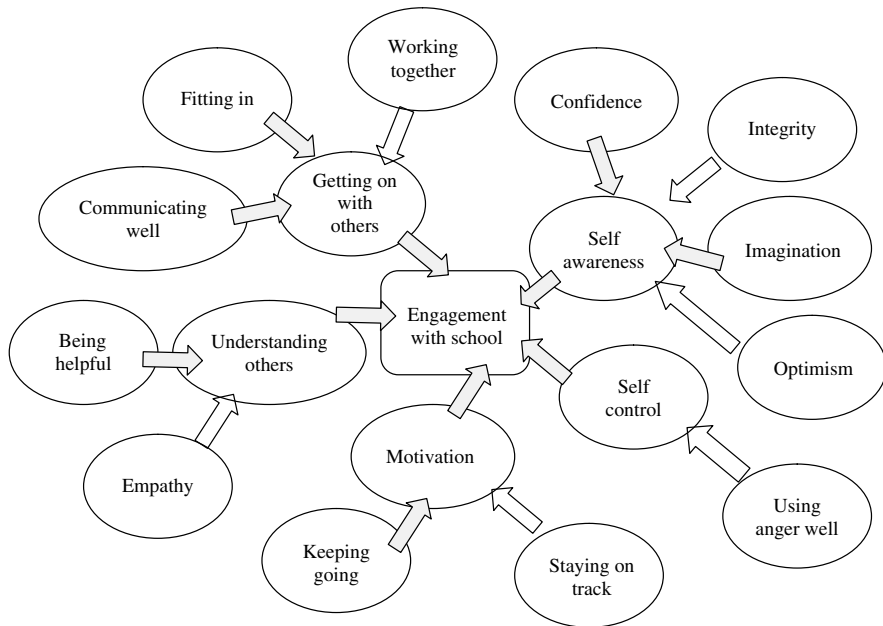 Working
together
Fitting in
Confidence
Integrity
Getting on
with
others
Communicating
well
Self
awareness
Imagination
Engagement
with school
Being
helpful
Understanding
others
Optimism
Self
control
Motivation
Empathy
Using
anger well
Keeping
going
Staying on
track